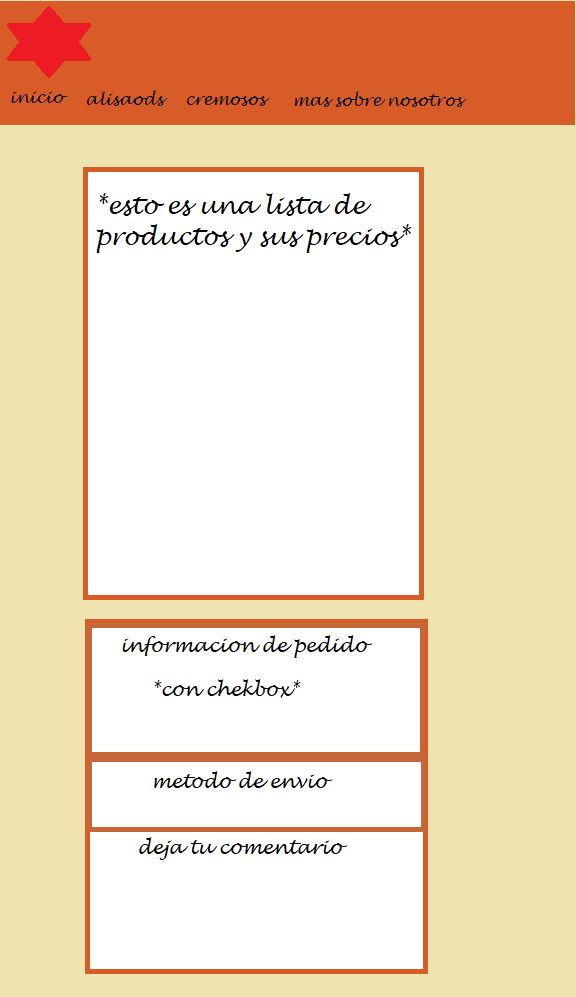 inicio alisaods cremosos mas sobre nosotros
*esto es una lista de
productos y sus precios*
informacion de pedido
*con chekbox*
metodo de envio
deja tu comentario